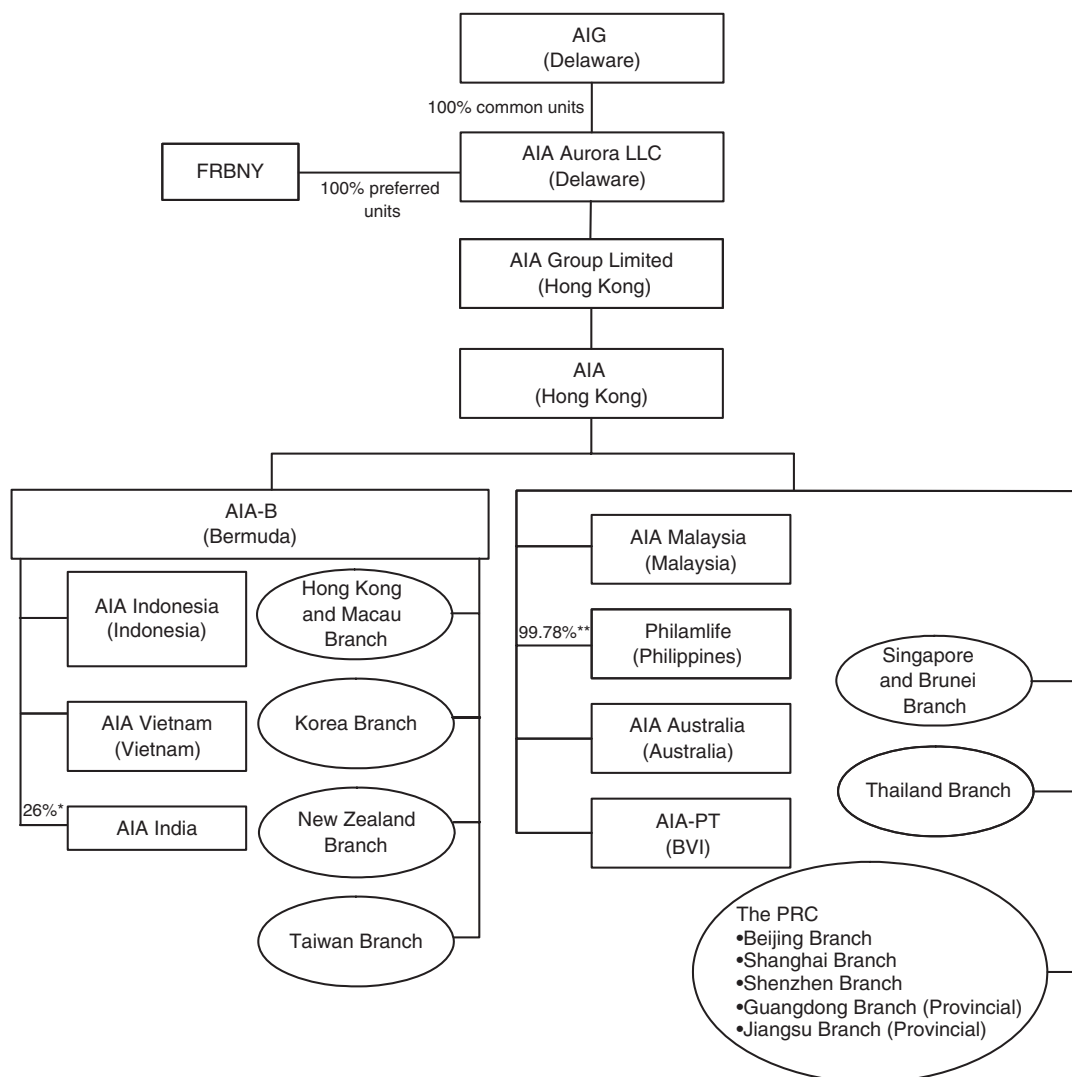 AIG
(Delaware)
100% common units
AIA Aurora LLC
(Delaware)
FRBNY
100% preferred
units
AIA Group Limited
(Hong Kong)
AIA
(Hong Kong)
AIA-B
(Bermuda)
AIA Indonesia
(Indonesia)
AIA Vietnam
(Vietnam)
26%*
AIA India
Hong Kong
and Macau
Branch
Korea Branch
New Zealand
Branch
Taiwan Branch
AIA Malaysia
(Malaysia)
99.78%**
Philamlife
(Philippines)
AIA Australia
(Australia)
AIA-PT
(BVI)
Singapore
and Brunei
Branch
Thailand Branch
The PRC
•Beijing Branch
•Shanghai Branch
•Shenzhen Branch
•Guangdong Branch (Provincial)
•Jiangsu Branch (Provincial)